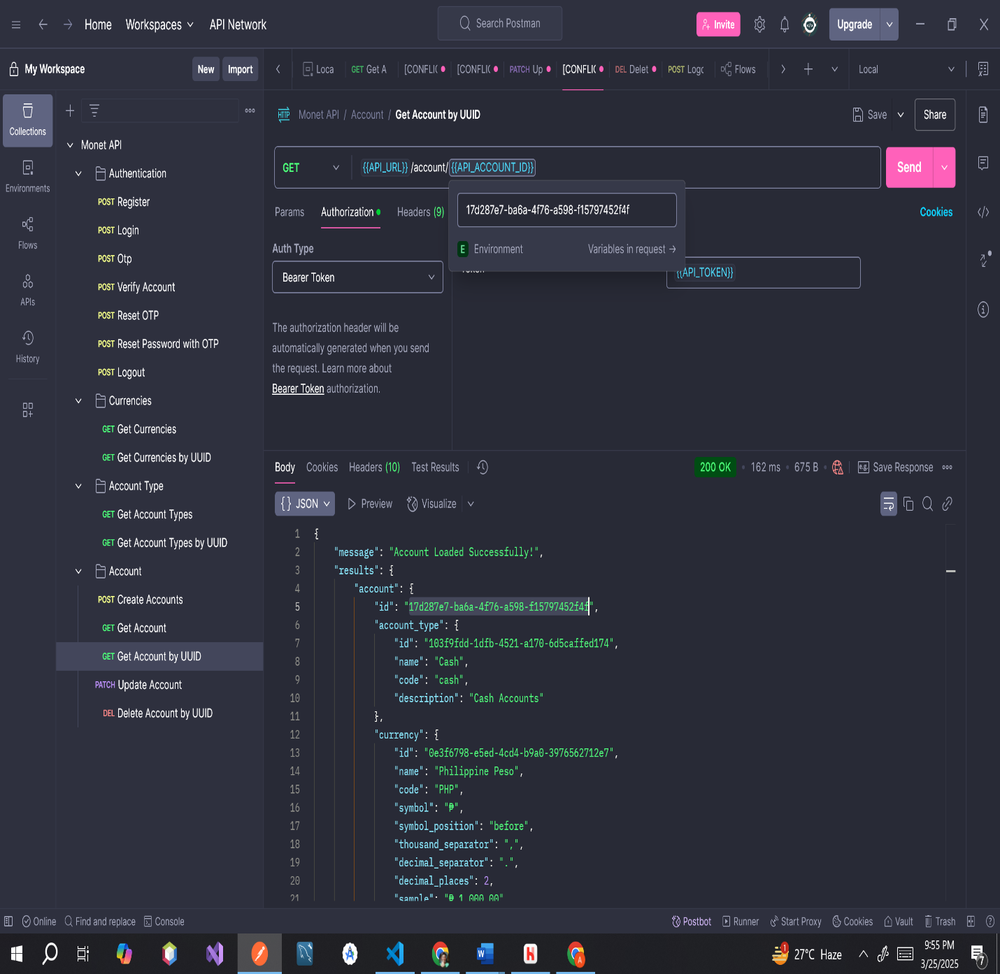 Home Workspaces API Network
Search Postman
Invite
Upgrade
My Workspace
New Import
Loca
GET Get A
[CONFLIC
[CONFLIC
PATCH Up
[CONFLIC
DEL Delet
POST Logo
Flows
Local
Collections
Environments
Flows
APIs
History
Monet API
Authentication
POST Register
POST Login
POST Otp
POST Verify Account
POST Reset OTP
POST Reset Password with OTP
POST Logout
Currencies
GET Get Currencies
GET Get Currencies by UUID
Account Type
GET Get Account Types
GET Get Account Types by UUID
Account
POST Create Accounts
GET Get Account
GET Get Account by UUID
PATCH Update Account
DEL Delete Account by UUID
HTTP Monet API / Account / Get Account by UUID
Save Share
GET {{API_URL}} /account/ {{API_ACCOUNT_ID}}
Send
17d287e7-ba6a-4f76-a598-f15797452f4f
E Environment Variables in request →
Params Authorization Headers (9)
Cookies
Auth Type
Bearer Token
Token
{{API_TOKEN}}
The authorization header will be
automatically generated when you send
the request. Learn more about
Bearer Token authorization.
Body Cookies Headers (10) Test Results
200 OK • 162 ms • 675 B
e.g. Save Response
{} JSON Preview Visualize
1 {
2 "message": "Account Loaded Successfully!",
3 "results": {
4 "account": {
5 "id": "17d287e7-ba6a-4f76-a598-f15797452f4f",
6 "account_type": {
7 "id": "103f9fdd-1dfb-4521-a170-6d5caffed174",
8 "name": "Cash",
9 "code": "cash",
10 "description": "Cash Accounts"
11 },
12 "currency": {
13 "id": "0e3f6798-e5ed-4cd4-b9a0-3976562712e7",
14 "name": "Philippine Peso",
15 "code": "PHP",
16 "symbol": "₱",
17 "symbol_position": "before",
18 "thousand_separator": ",",
19 "decimal_separator": ".",
20 "decimal_places": 2,
21 "sample": "₱ 1,000.00"
Online Find and replace Console
Postbot Runner Start Proxy Cookies Vault Trash
1 27°C Haze
9:55 PM
3/25/2025
7